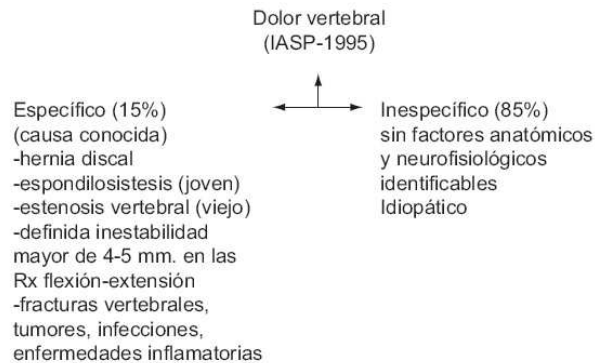 Dolor vertebral
(IASP-1995)
Específico (15%)
(causa conocida)
-hernia discal
-espondilosistesis (joven)
-estenosis vertebral (viejo)
-definida inestabilidad
mayor de 4-5 mm. en las
Rx flexión-extensión
-fracturas vertebrales,
tumores, infecciones,
enfermedades inflamatorias
Inespecífico (85%)
sin factores anatómicos
y neurofisiológicos
identificables
Idiopático